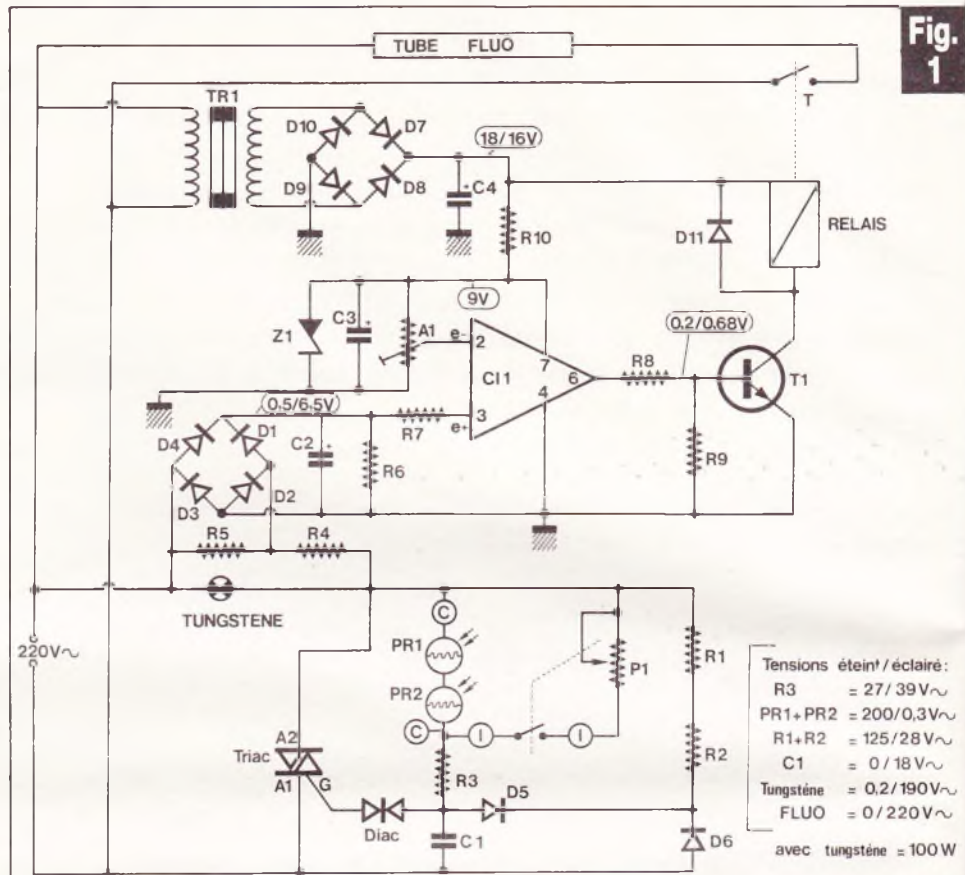 Fig.
1
TUBE FLUO
T
TR1
D10
D7
18/16V
D9
D8
+
C4
R10
D11
RELAIS
9V
Z1
C3
+
A1
e-
2
7
0.2/0.68V
R8
CI1
6
4
T1
0,5/6,5V
3
e+
R7
D4
D1
C2
+
R6
R9
D3
D2
R5
R4
TUNGSTENE
220V~
C
PR1
PR2
C
I
I
P1
R1
R2
A2
Triac
A1
G
R3
D5
Diac
C1
D6
Tensions éteint/éclairé:
R3 = 27/39V~
PR1+PR2 = 200/0,3V~
R1+R2 = 125/28V~
C1 = 0/18V~
Tungsténe = 0,2/190V~
FLUO = 0/220V~
avec tungsténe = 100W